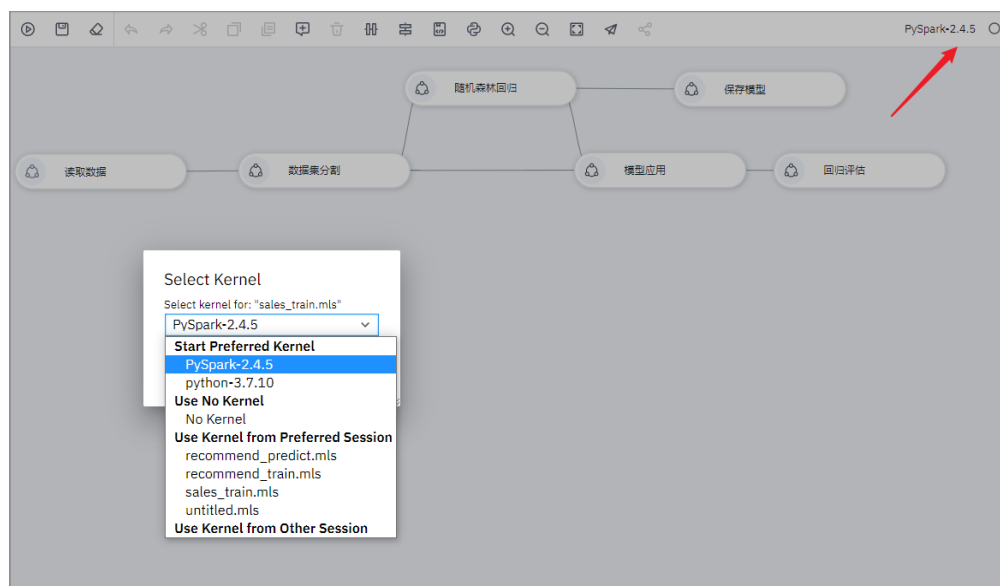 PySpark-2.4.5
随机森林回归
保存模型
读取数据
数据集分割
模型应用
回归评估
Select Kernel
Select kernel for: "sales_train.mls"
PySpark-2.4.5
Start Preferred Kernel
PySpark-2.4.5
python-3.7.10
Use No Kernel
No Kernel
Use Kernel from Preferred Session
recommend_predict.mls
recommend_train.mls
sales_train.mls
untitled.mls
Use Kernel from Other Session